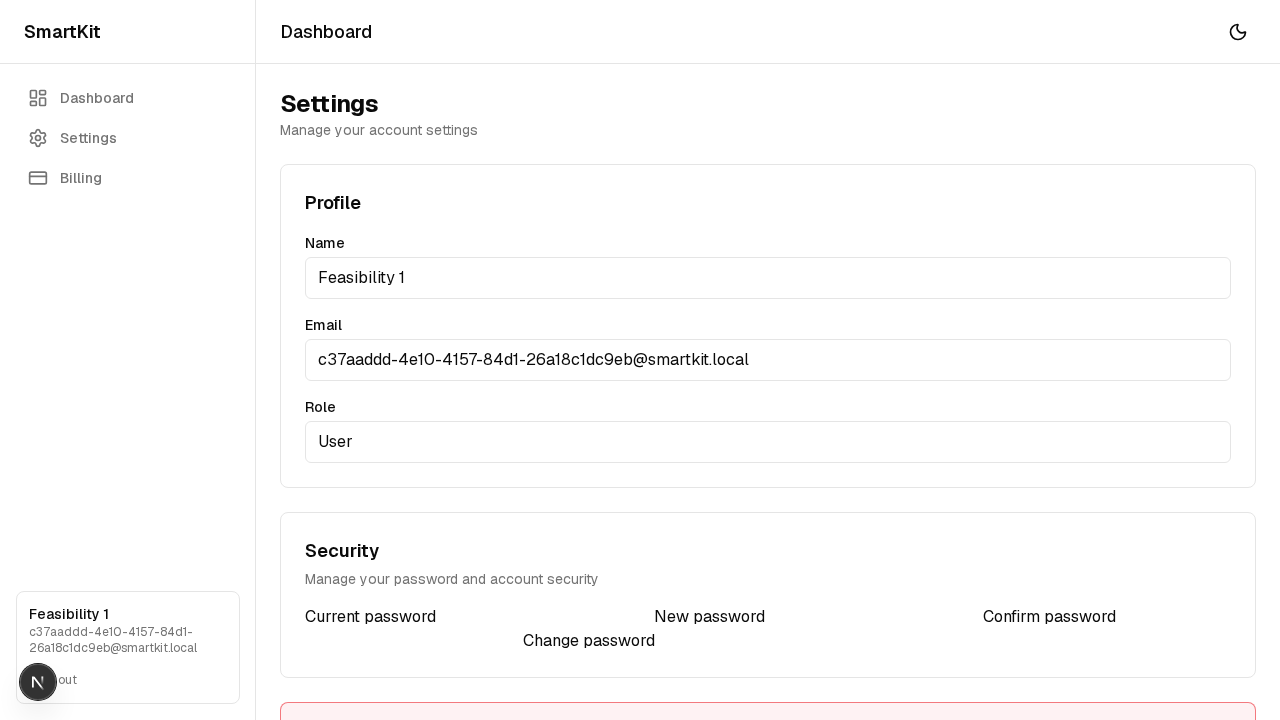 SmartKit
Dashboard
Dashboard
Settings
Billing
Settings
Manage your account settings
Profile
Name
Feasibility 1
Email
c37aaddd-4e10-4157-84d1-26a18c1dc9eb@smartkit.local
Role
User
Security
Manage your password and account security
Current password New password Confirm password
Change password
Feasibility 1
c37aaddd-4e10-4157-84d1-
26a18c1dc9eb@smartkit.local
N
out